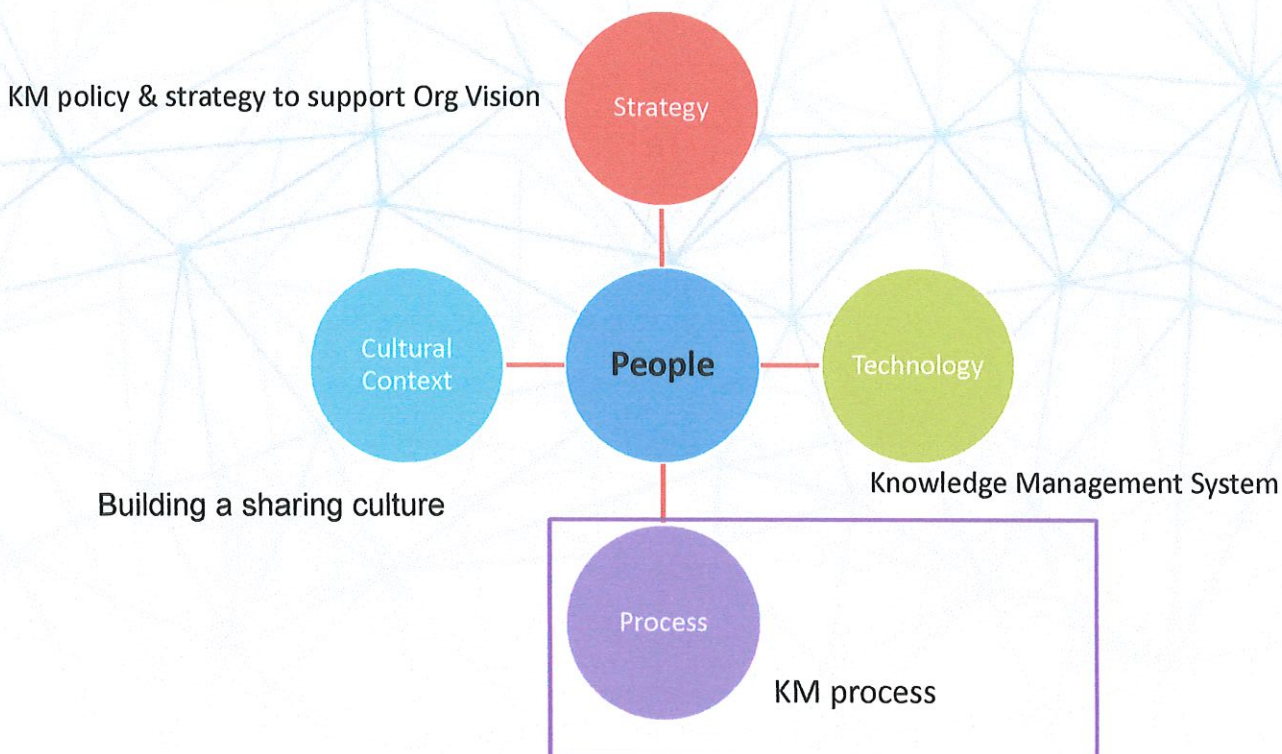 Strategy
KM policy & strategy to support Org Vision
Cultural
Context
People
Technology
Building a sharing culture
Knowledge Management System
Process
KM process